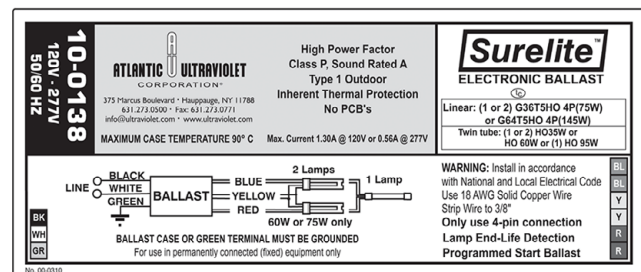 10-0138
120V - 277V
50/60 HZ
ATLANTIC ULTRAVIOLET
CORPORATION®
375 Marcus Boulevard • Hauppauge, NY 11788
631.273.0500 • Fax: 631.273.0771
info@ultraviolet.com • www.ultraviolet.com
MAXIMUM CASE TEMPERATURE 90° C
High Power Factor
Class P, Sound Rated A
Type 1 Outdoor
Inherent Thermal Protection
No PCB's
Max. Current 1.30A @ 120V or 0.56A @ 277V
Surelite™
ELECTRONIC BALLAST
Linear: (1 or 2) G36T5HO 4P(75W)
or G64T5HO 4P(145W)
Twin tube: (1 or 2) HO35W or
HO 60W or (1) HO 95W
BK
WH
GR
LINE
BLACK
WHITE
GREEN
BALLAST
BLUE
YELLOW
RED
2 Lamps
1 Lamp
60W or 75W only
BALLAST CASE OR GREEN TERMINAL MUST BE GROUNDED
For use in permanently connected (fixed) equipment only
WARNING: Install in accordance
with National and Local Electrical Code
Use 18 AWG Solid Copper Wire
Strip Wire to 3/8"
Only use 4-pin connection
Lamp End-Life Detection
Programmed Start Ballast
BL
BL
Y
Y
R
R
No. 00-0310